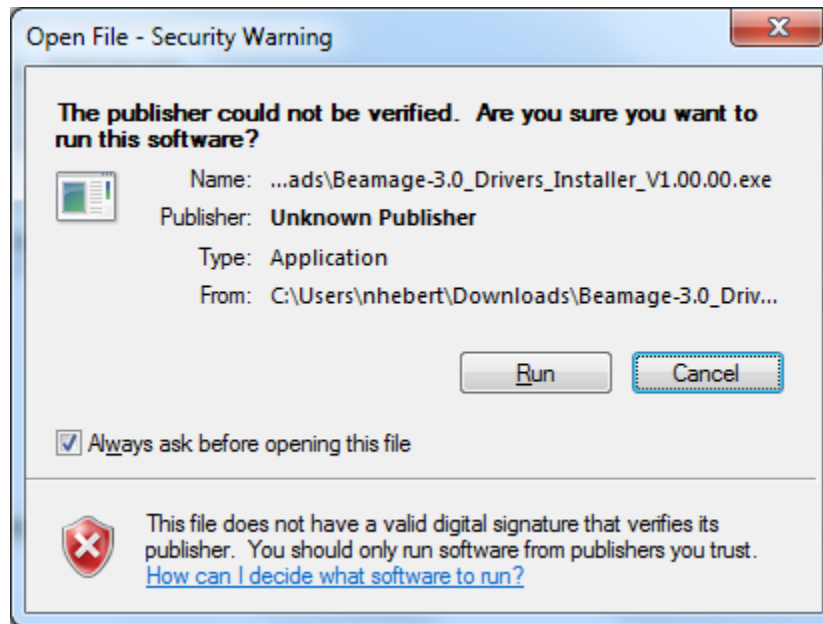 Open File - Security Warning
The publisher could not be verified. Are you sure you want to
run this software?
Name: ...ads\Beamage-3.0_Drivers_Installer_V1.00.00.exe
Publisher: Unknown Publisher
Type: Application
From: C:\Users\nhebert\Downloads\Beamage-3.0_Driv...
Run Cancel
Always ask before opening this file
This file does not have a valid digital signature that verifies its
publisher. You should only run software from publishers you trust.
How can I decide what software to run?